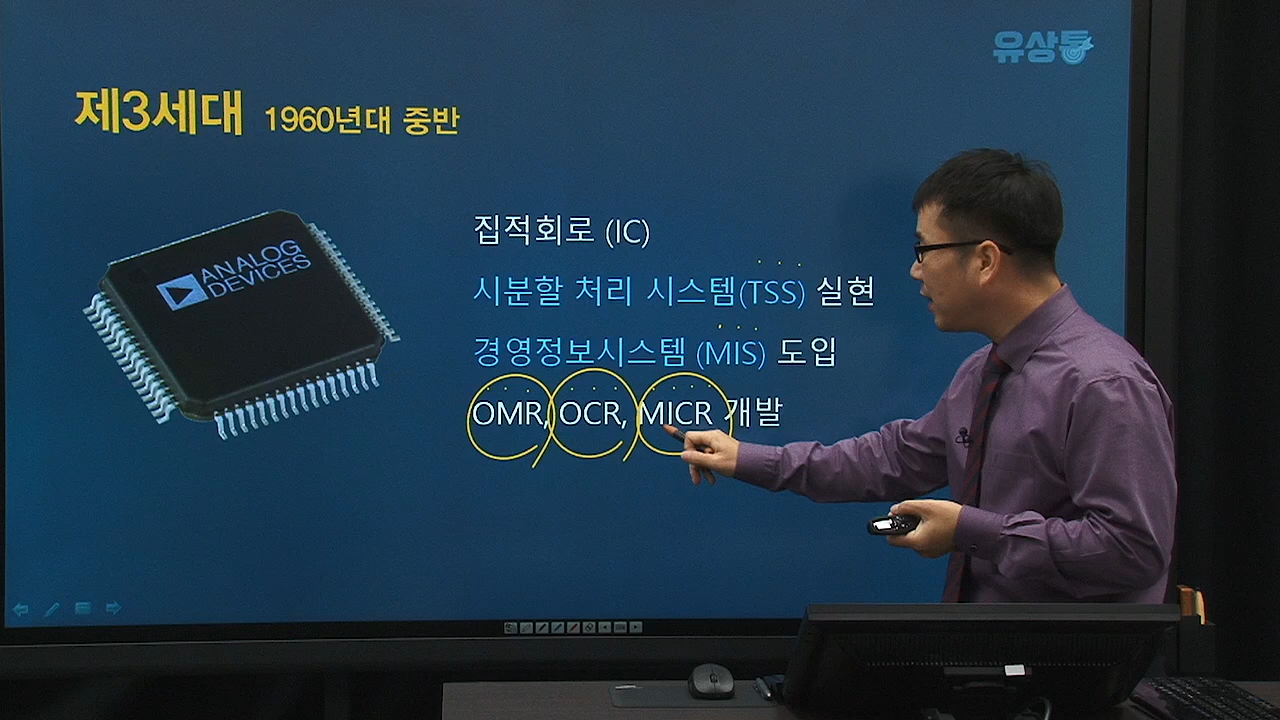 유상통
제3세대 1960년대 중반
ANALOG
DEVICES
집적회로 (IC)
시분할 처리 시스템(TSS) 실현
경영정보시스템 (MIS) 도입
OMR, OCR, MICR 개발